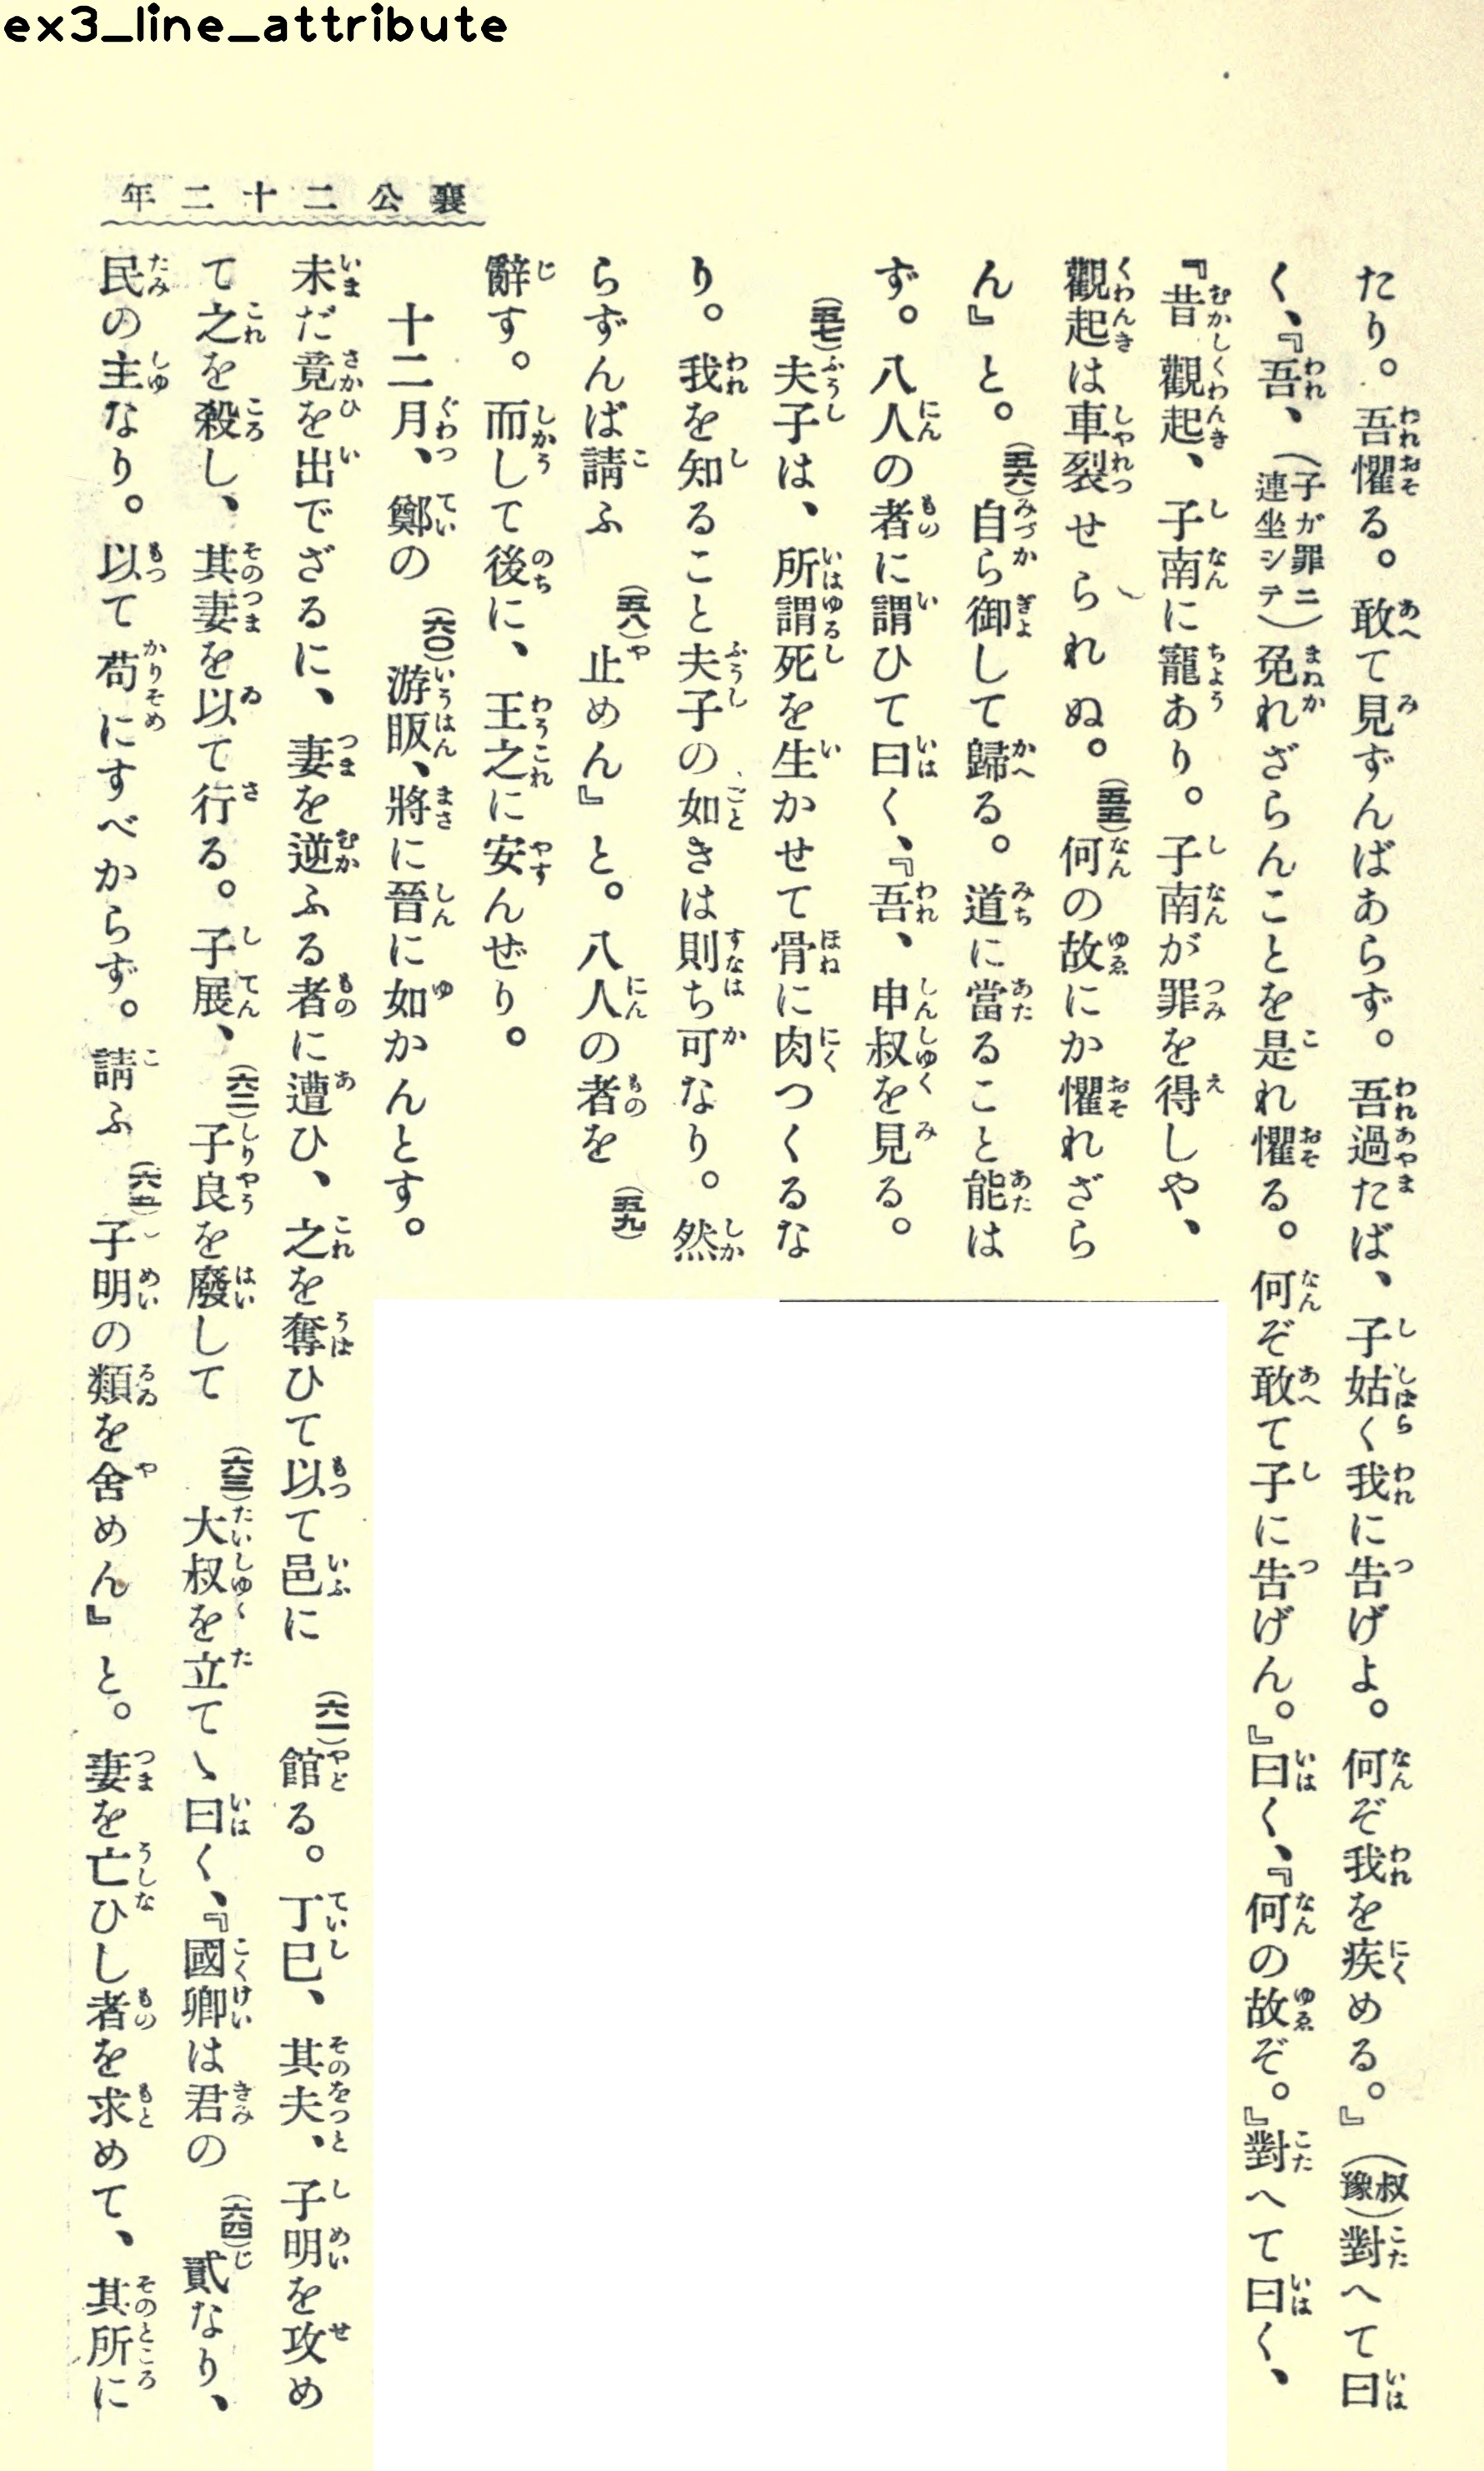 ex3_line_attribute
襄公二十二年
たり。吾懼る。敢て見ずんばあらず。吾過たば、子姑く我に告げよ。何ぞ我を疾める。』（叔豫）對へて曰
く、『吾、（子が罪ニ連坐シテ）免れざらんことを是れ懼る。何ぞ敢て子に告げん。』曰く、『何の故ぞ。』對へて曰く、
『昔觀起、子南に寵あり。子南が罪を得しや、
觀起は車裂せられぬ。（五五）何の故にか懼れざら
ん』と。（五六）自ら御して歸る。道に當ること能は
ず。八人の者に謂ひて曰く、『吾、申叔を見る。
（五七）夫子は、所謂死を生かせて骨に肉つくるな
り。我を知ること夫子の如きは則ち可なり。然
らずんば請ふ（五八）止めん』と。八人の者を（五九）
辭す。而して後に、王之に安んぜり。
十二月、鄭の（六〇）游眅、將に晉に如かんとす。
未だ竟を出でざるに、妻を逆ふる者に遭ひ、之を奪ひて以て邑に（六一）館る。丁巳、其夫、子明を攻め
て之を殺し、其妻を以て行る。子展、（六二）子良を廢して（六三）大叔を立てゝ曰く、『國卿は君の（六四）貳なり、
民の主なり。以て苟にすべからず。請ふ（六五）子明の類を舍めん』と。妻を亡ひし者を求めて、其所に